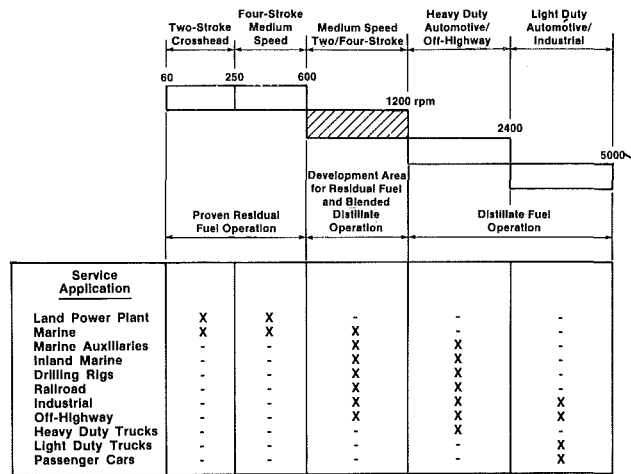 Two-Stroke Crosshead
Four-Stroke Medium Speed
Medium Speed Two/Four-Stroke
Heavy Duty Automotive/ Off-Highway
Light Duty Automotive/ Industrial
60 250 600
1200 rpm
2400
5000
Proven Residual Fuel Operation
Development Area for Residual Fuel and Blended Distillate Operation
Distillate Fuel Operation
Service Application
Land Power Plant X X - - -
Marine X X X - -
Marine Auxiliaries - - X X -
Inland Marine - - X X -
Drilling Rigs - - X X -
Railroad - - X X -
Industrial - - X X X
Off-Highway - - X X X
Heavy Duty Trucks - - - X -
Light Duty Trucks - - - - X
Passenger Cars - - - - X